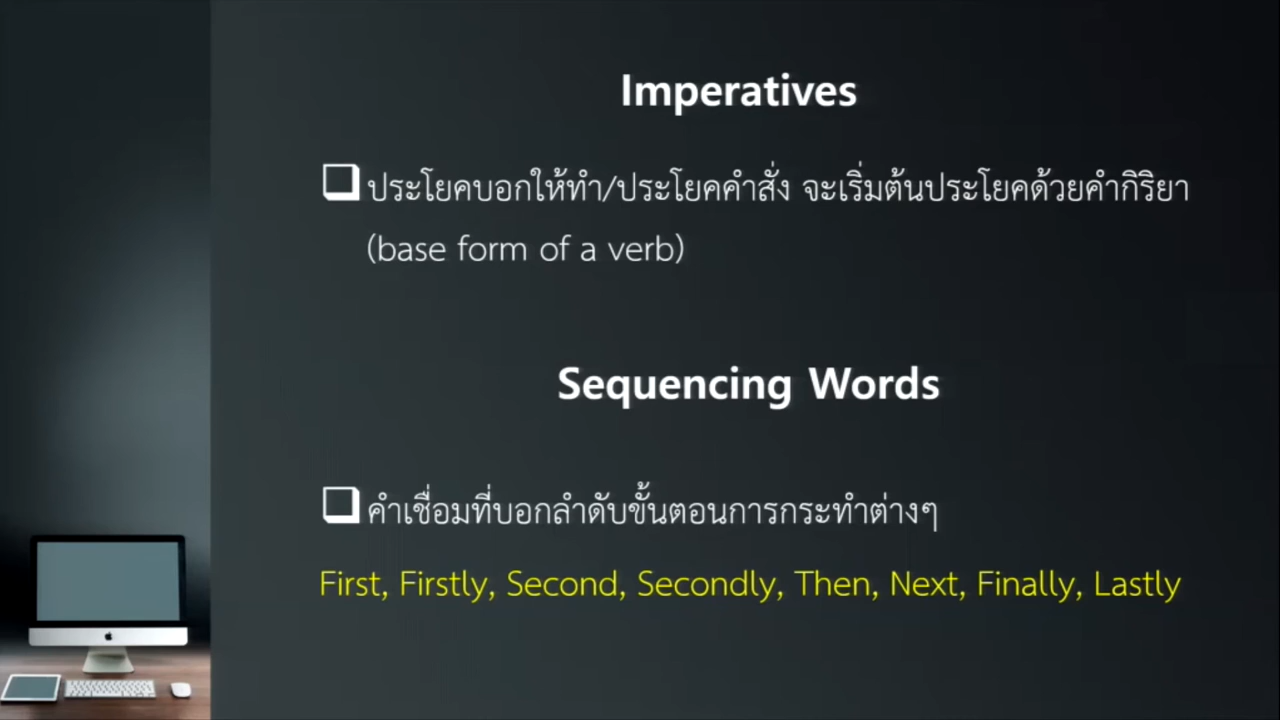 Imperatives
ประโยคบอกให้ทำ/ประโยคคำสั่ง จะเริ่มต้นประโยคด้วยคำกิริยา
(base form of a verb)
Sequencing Words
คำเชื่อมที่บอกลำดับขั้นตอนการกระทำต่างๆ
First, Firstly, Second, Secondly, Then, Next, Finally, Lastly